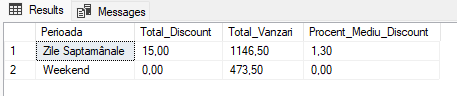 Results Messages
Perioada Total_Discount Total_Vanzari Procent_Mediu_Discount
1 Zile Saptamânale 15,00 1146,50 1,30
2 Weekend 0,00 473,50 0,00